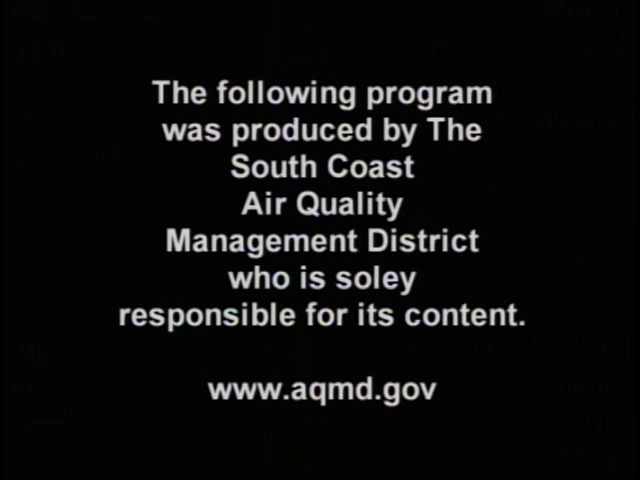 The following program
was produced by The
South Coast
Air Quality
Management District
who is soley
responsible for its content.
www.aqmd.gov